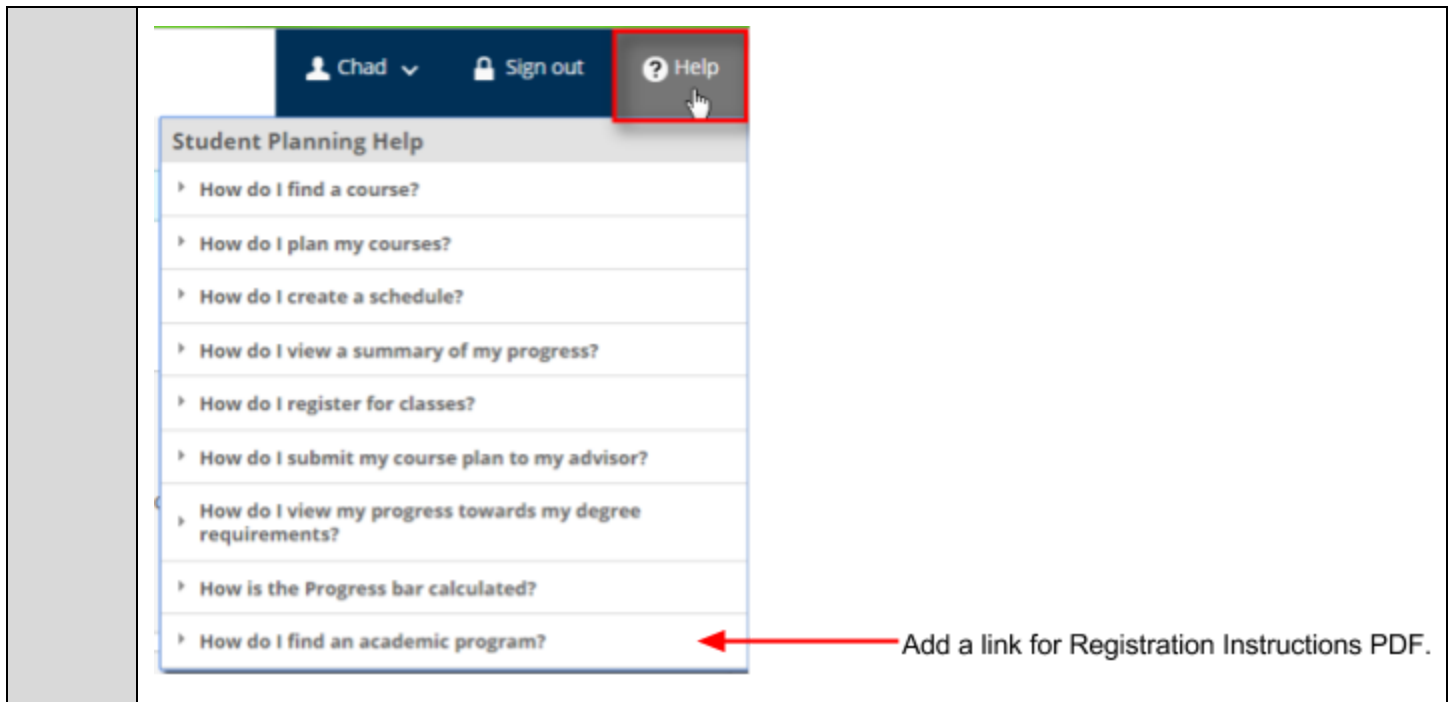 Chad Sign out Help
Student Planning Help
How do I find a course?
How do I plan my courses?
How do I create a schedule?
How do I view a summary of my progress?
How do I register for classes?
How do I submit my course plan to my advisor?
How do I view my progress towards my degree
requirements?
How is the Progress bar calculated?
How do I find an academic program?
Add a link for Registration Instructions PDF.